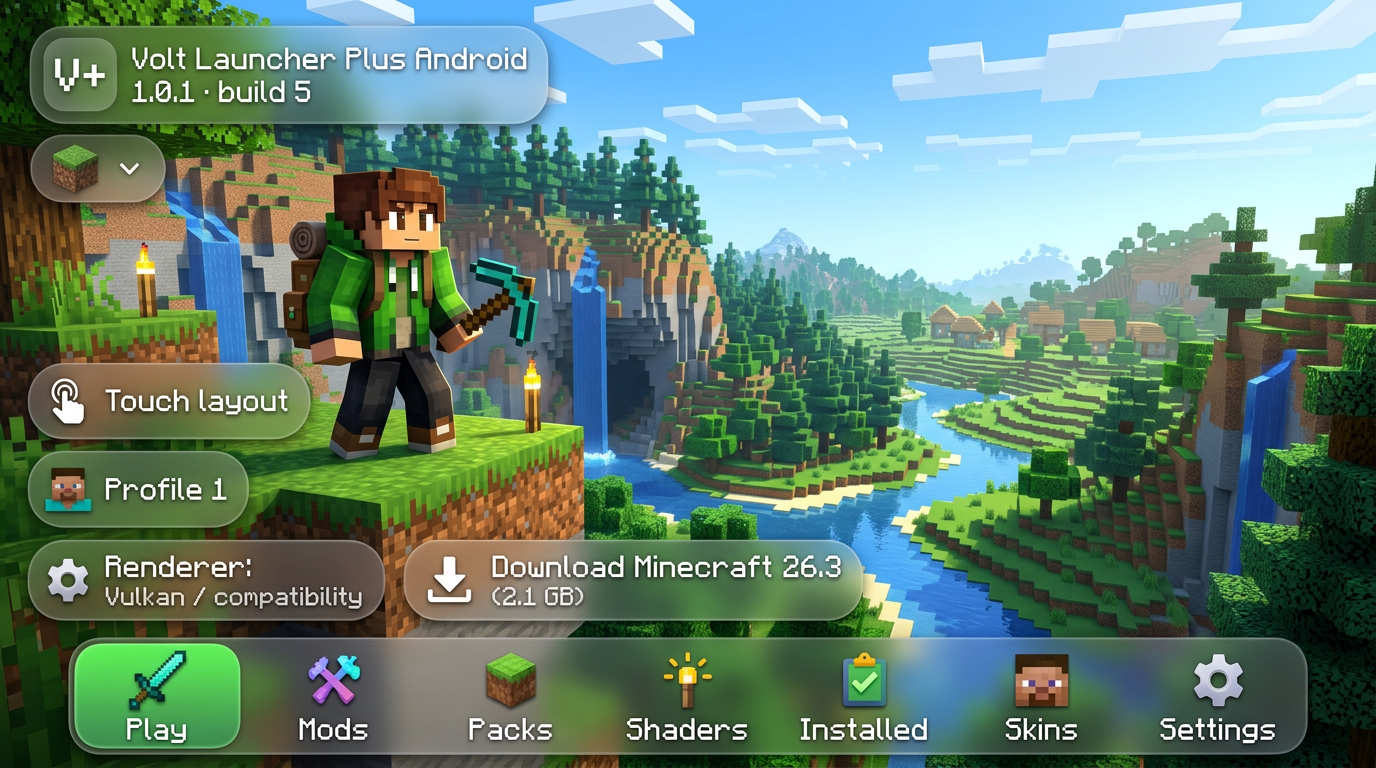 V+
Volt Launcher Plus Android
1.0.1 · build 5
Touch layout
Profile 1
Renderer:
Vulkan / compatibility
Download Minecraft 26.3
(2.1 GB)
Play
Mods
Packs
Shaders
Installed
Skins
Settings